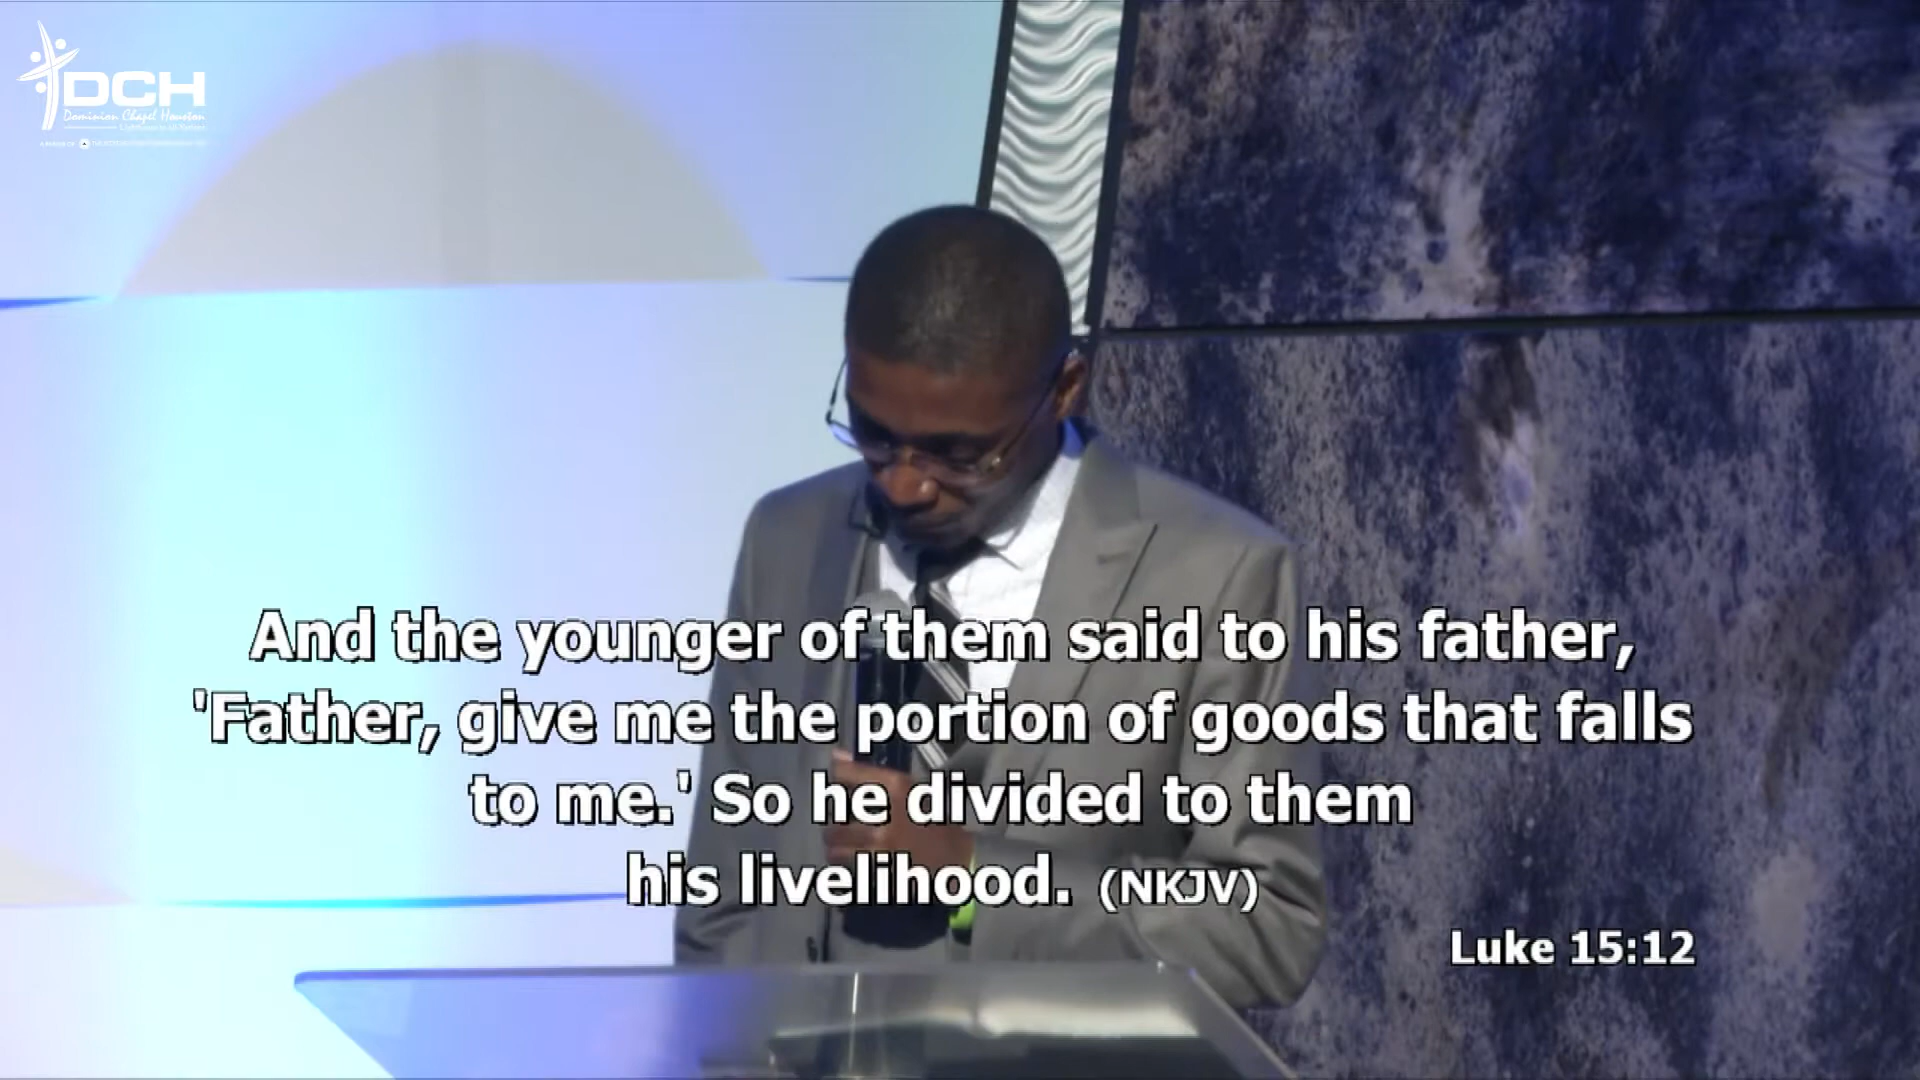 DCH
Dominion Chapel Houston
And the younger of them said to his father,
'Father, give me the portion of goods that falls
to me.' So he divided to them
his livelihood. (NKJV)
Luke 15:12